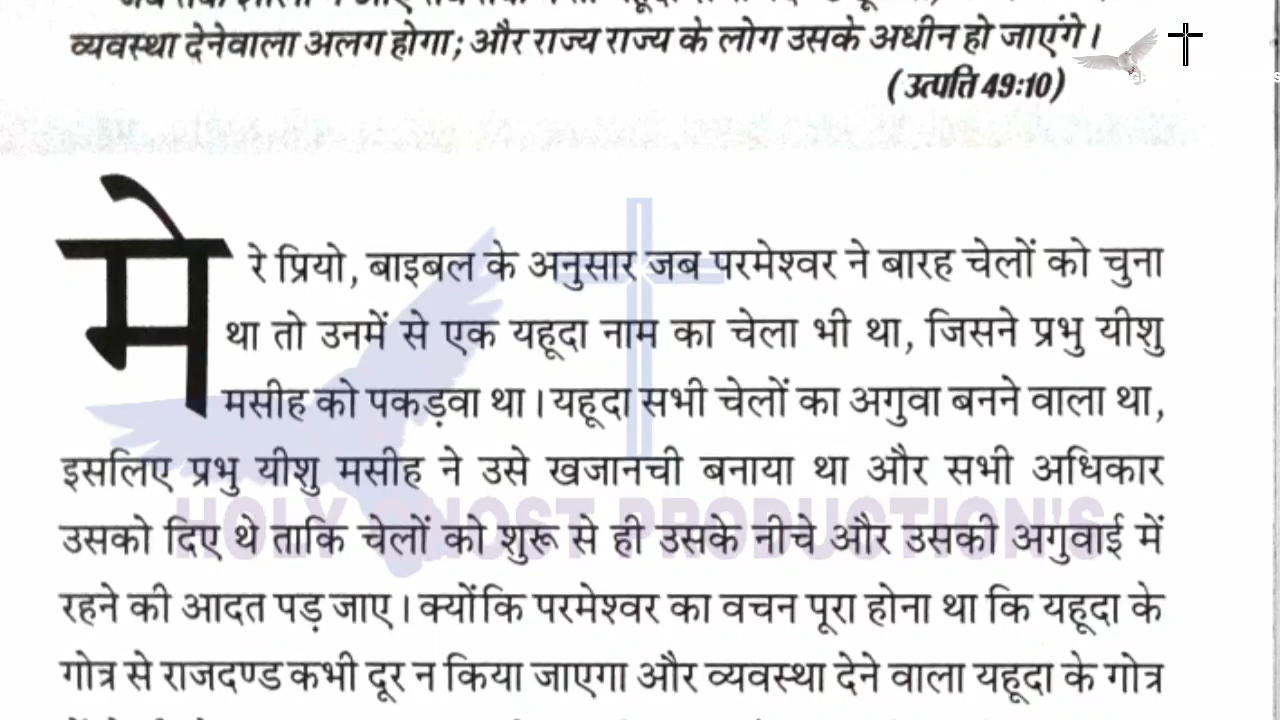 व्यवस्था देनेवाला अलग होगा; और राज्य राज्य के लोग उसके अधीन हो जाएंगे।
( उत्पत्ति 49:10)
मेरे प्रियो, बाइबल के अनुसार जब परमेश्वर ने बारह चेलों को चुना
था तो उनमें से एक यहूदा नाम का चेला भी था, जिसने प्रभु यीशु
मसीह को पकड़वा था। यहूदा सभी चेलों का अगुवा बनने वाला था,
इसलिए प्रभु यीशु मसीह ने उसे खजानची बनाया था और सभी अधिकार
HOLY GHOST PRODUCTION'S
उसको दिए थे ताकि चेलों को शुरू से ही उसके नीचे और उसकी अगुवाई में
रहने की आदत पड़ जाए। क्योंकि परमेश्वर का वचन पूरा होना था कि यहूदा के
गोत्र से राजदण्ड कभी दूर न किया जाएगा और व्यवस्था देने वाला यहूदा के गोत्र